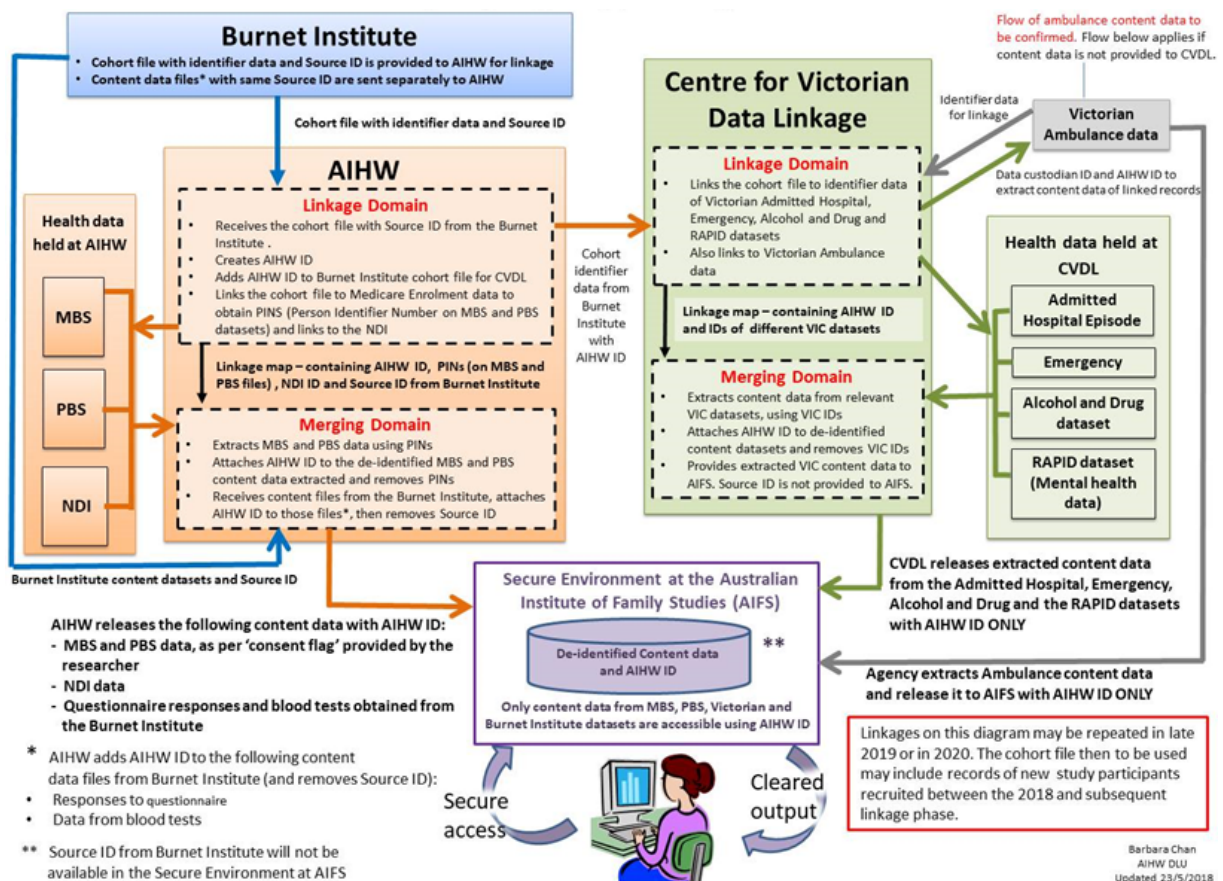 Burnet Institute
• Cohort file with identifier data and Source ID is provided to AIHW for linkage
• Content data files* with same Source ID are sent separately to AIHW
Cohort file with identifier data and Source ID
AIHW
Linkage Domain
• Receives the cohort file with Source ID from the Burnet
Institute .
• Creates AIHW ID
• Adds AIHW ID to Burnet Institute cohort file for CVDL
• Links the cohort file to Medicare Enrolment data to
obtain PINS (Person Identifier Number on MBS and PBS
datasets) and links to the NDI
Linkage map – containing AIHW ID, PINs (on MBS and
PBS files) , NDI ID and Source ID from Burnet Institute
Merging Domain
• Extracts MBS and PBS data using PINs
• Attaches AIHW ID to the de-identified MBS and PBS
content data extracted and removes PINs
• Receives content files from the Burnet Institute, attaches
AIHW ID to those files*, then removes Source ID
Health data
held at AIHW
MBS
PBS
NDI
Burnet Institute content datasets and Source ID
Cohort
identifier
data from
Burnet
Institute
with
AIHW ID
Centre for Victorian
Data Linkage
Linkage Domain
• Links the cohort file to identifier data
of Victorian Admitted Hospital,
Emergency, Alcohol and Drug and
RAPID datasets
• Also links to Victorian Ambulance
data
Linkage map – containing AIHW ID
and IDs of different VIC datasets
Merging Domain
• Extracts content data from relevant
VIC datasets, using VIC IDs
• Attaches AIHW ID to de-identified
content datasets and removes VIC IDs
• Provides extracted VIC content data to
AIFS. Source ID is not provided to AIFS.
Flow of ambulance content data to
be confirmed. Flow below applies if
content data is not provided to CVDL.
Identifier data
for linkage
Victorian
Ambulance data
Data custodian ID and AIHW ID to
extract content data of linked records
Health data held at
CVDL
Admitted
Hospital Episode
Emergency
Alcohol and Drug
dataset
RAPID dataset
(Mental health
data)
CVDL releases extracted content data
from the Admitted Hospital, Emergency,
Alcohol and Drug and the RAPID datasets
with AIHW ID ONLY
Agency extracts Ambulance content data
and release it to AIFS with AIHW ID ONLY
Secure Environment at the Australian
Institute of Family Studies (AIFS)
De-identified Content data
and AIHW ID
**
Only content data from MBS, PBS, Victorian and
Burnet Institute datasets are accessible using AIHW ID
Secure
access
Cleared
output
AIHW releases the following content data with AIHW ID:
- MBS and PBS data, as per ‘consent flag’ provided by the
researcher
- NDI data
- Questionnaire responses and blood tests obtained from
the Burnet Institute
* AIHW adds AIHW ID to the following content
data files from Burnet Institute (and removes Source ID):
• Responses to questionnaire
• Data from blood tests
** Source ID from Burnet Institute will not be
available in the Secure Environment at AIFS
Linkages on this diagram may be repeated in late
2019 or in 2020. The cohort file then to be used
may include records of new study participants
recruited between the 2018 and subsequent
linkage phase.
Barbara Chan
AIHW DLU
Updated 23/5/2018